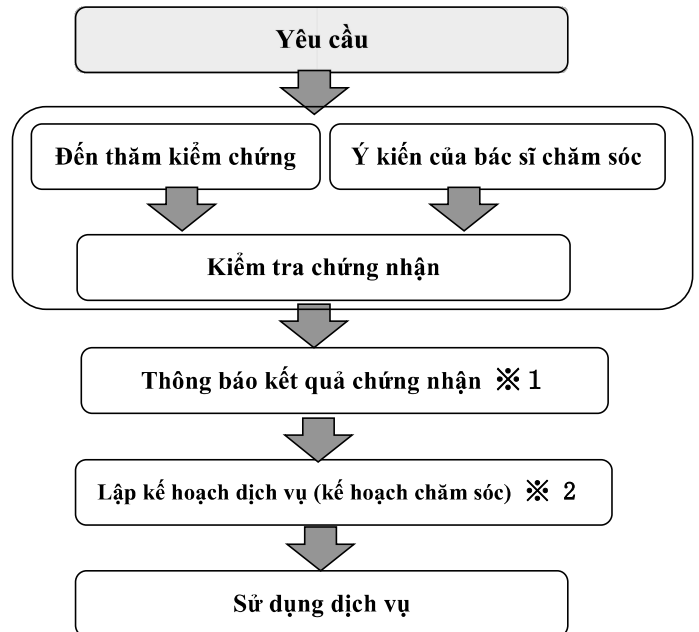 Yêu cầu
Đến thăm kiểm chứng
Ý kiến của bác sĩ chăm sóc
Kiểm tra chứng nhận
Thông báo kết quả chứng nhận ※１
Lập kế hoạch dịch vụ (kế hoạch chăm sóc) ※ 2
Sử dụng dịch vụ